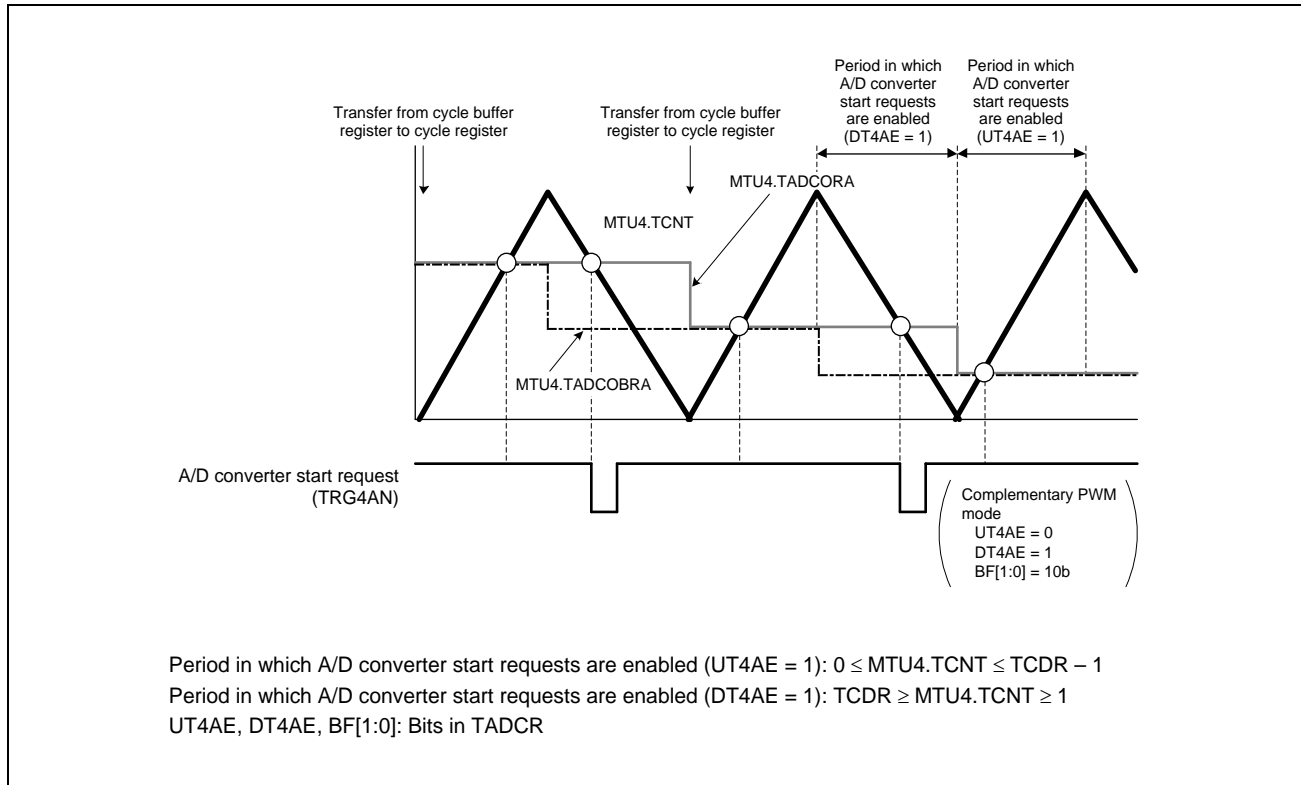 Period in which
A/D converter
start requests
are enabled
(DT4AE = 1)
Period in which
A/D converter
start requests
are enabled
(UT4AE = 1)
Transfer from cycle buffer
register to cycle register
Transfer from cycle buffer
register to cycle register
MTU4.TADCORA
MTU4.TCNT
MTU4.TADCOBRA
A/D converter start request
(TRG4AN)
Complementary PWM
mode
UT4AE = 0
DT4AE = 1
BF[1:0] = 10b
Period in which A/D converter start requests are enabled (UT4AE = 1): 0 ≤ MTU4.TCNT ≤ TCDR – 1
Period in which A/D converter start requests are enabled (DT4AE = 1): TCDR ≥ MTU4.TCNT ≥ 1
UT4AE, DT4AE, BF[1:0]: Bits in TADCR